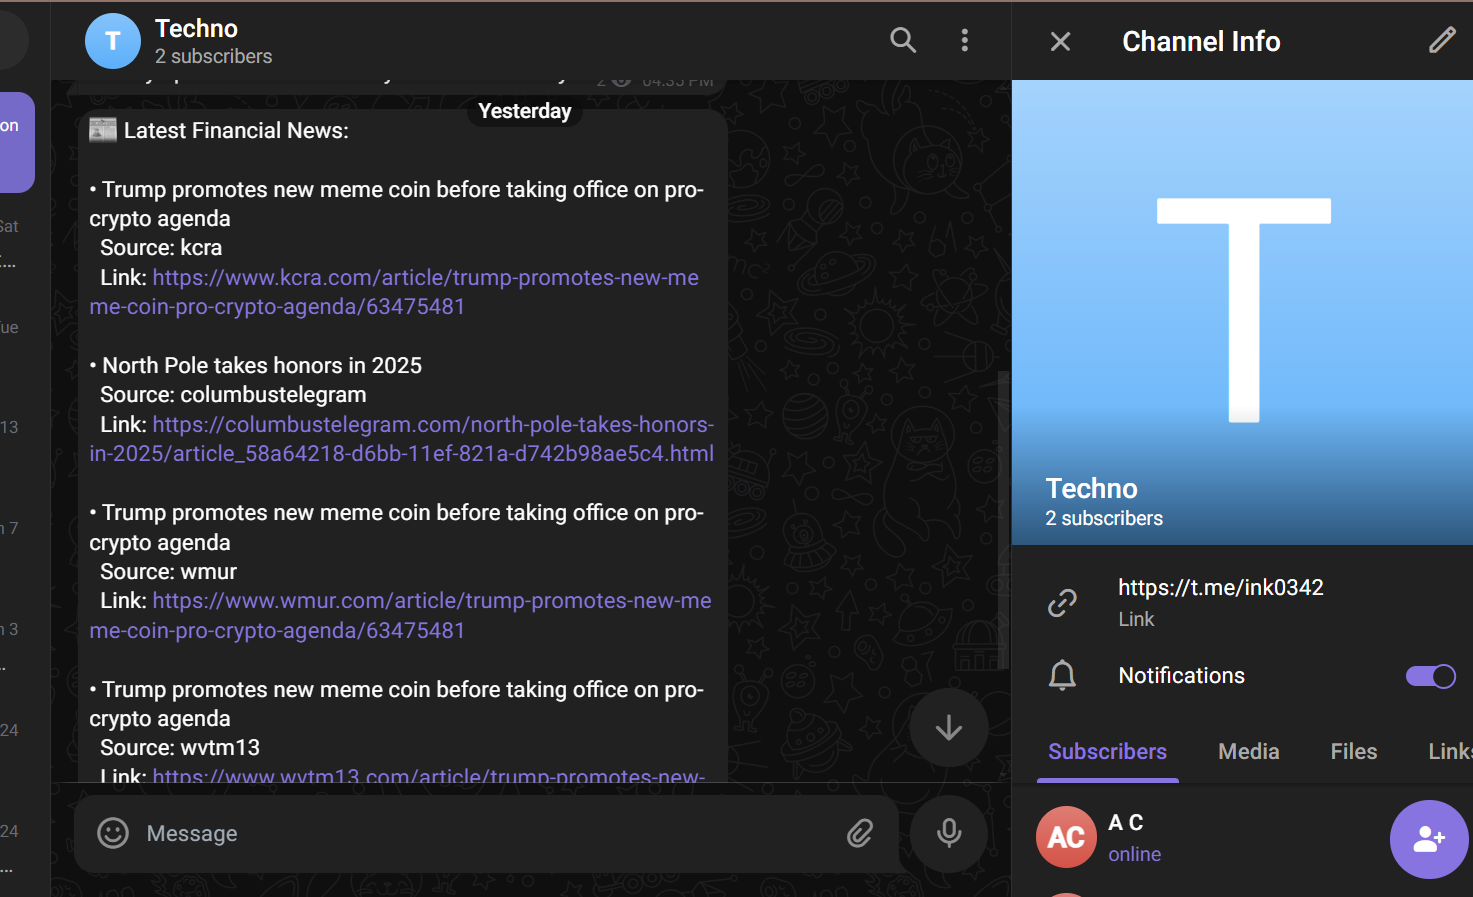 T
Techno
2 subscribers
04:35 PM
Yesterday
Latest Financial News:
• Trump promotes new meme coin before taking office on pro-
crypto agenda
Source: kcra
Link: https://www.kcra.com/article/trump-promotes-new-me
me-coin-pro-crypto-agenda/63475481
• North Pole takes honors in 2025
Source: columbustelegram
Link: https://columbustelegram.com/north-pole-takes-honors-
in-2025/article_58a64218-d6bb-11ef-821a-d742b98ae5c4.html
• Trump promotes new meme coin before taking office on pro-
crypto agenda
Source: wmur
Link: https://www.wmur.com/article/trump-promotes-new-me
me-coin-pro-crypto-agenda/63475481
• Trump promotes new meme coin before taking office on pro-
crypto agenda
Source: wvtm13
Link: https://www.wvtm13.com/article/trump-promotes-new-
Message
on
Sat
13
7
3
24
24
Channel Info
T
Techno
2 subscribers
https://t.me/ink0342
Link
Notifications
Subscribers Media Files Links
AC
A C
online